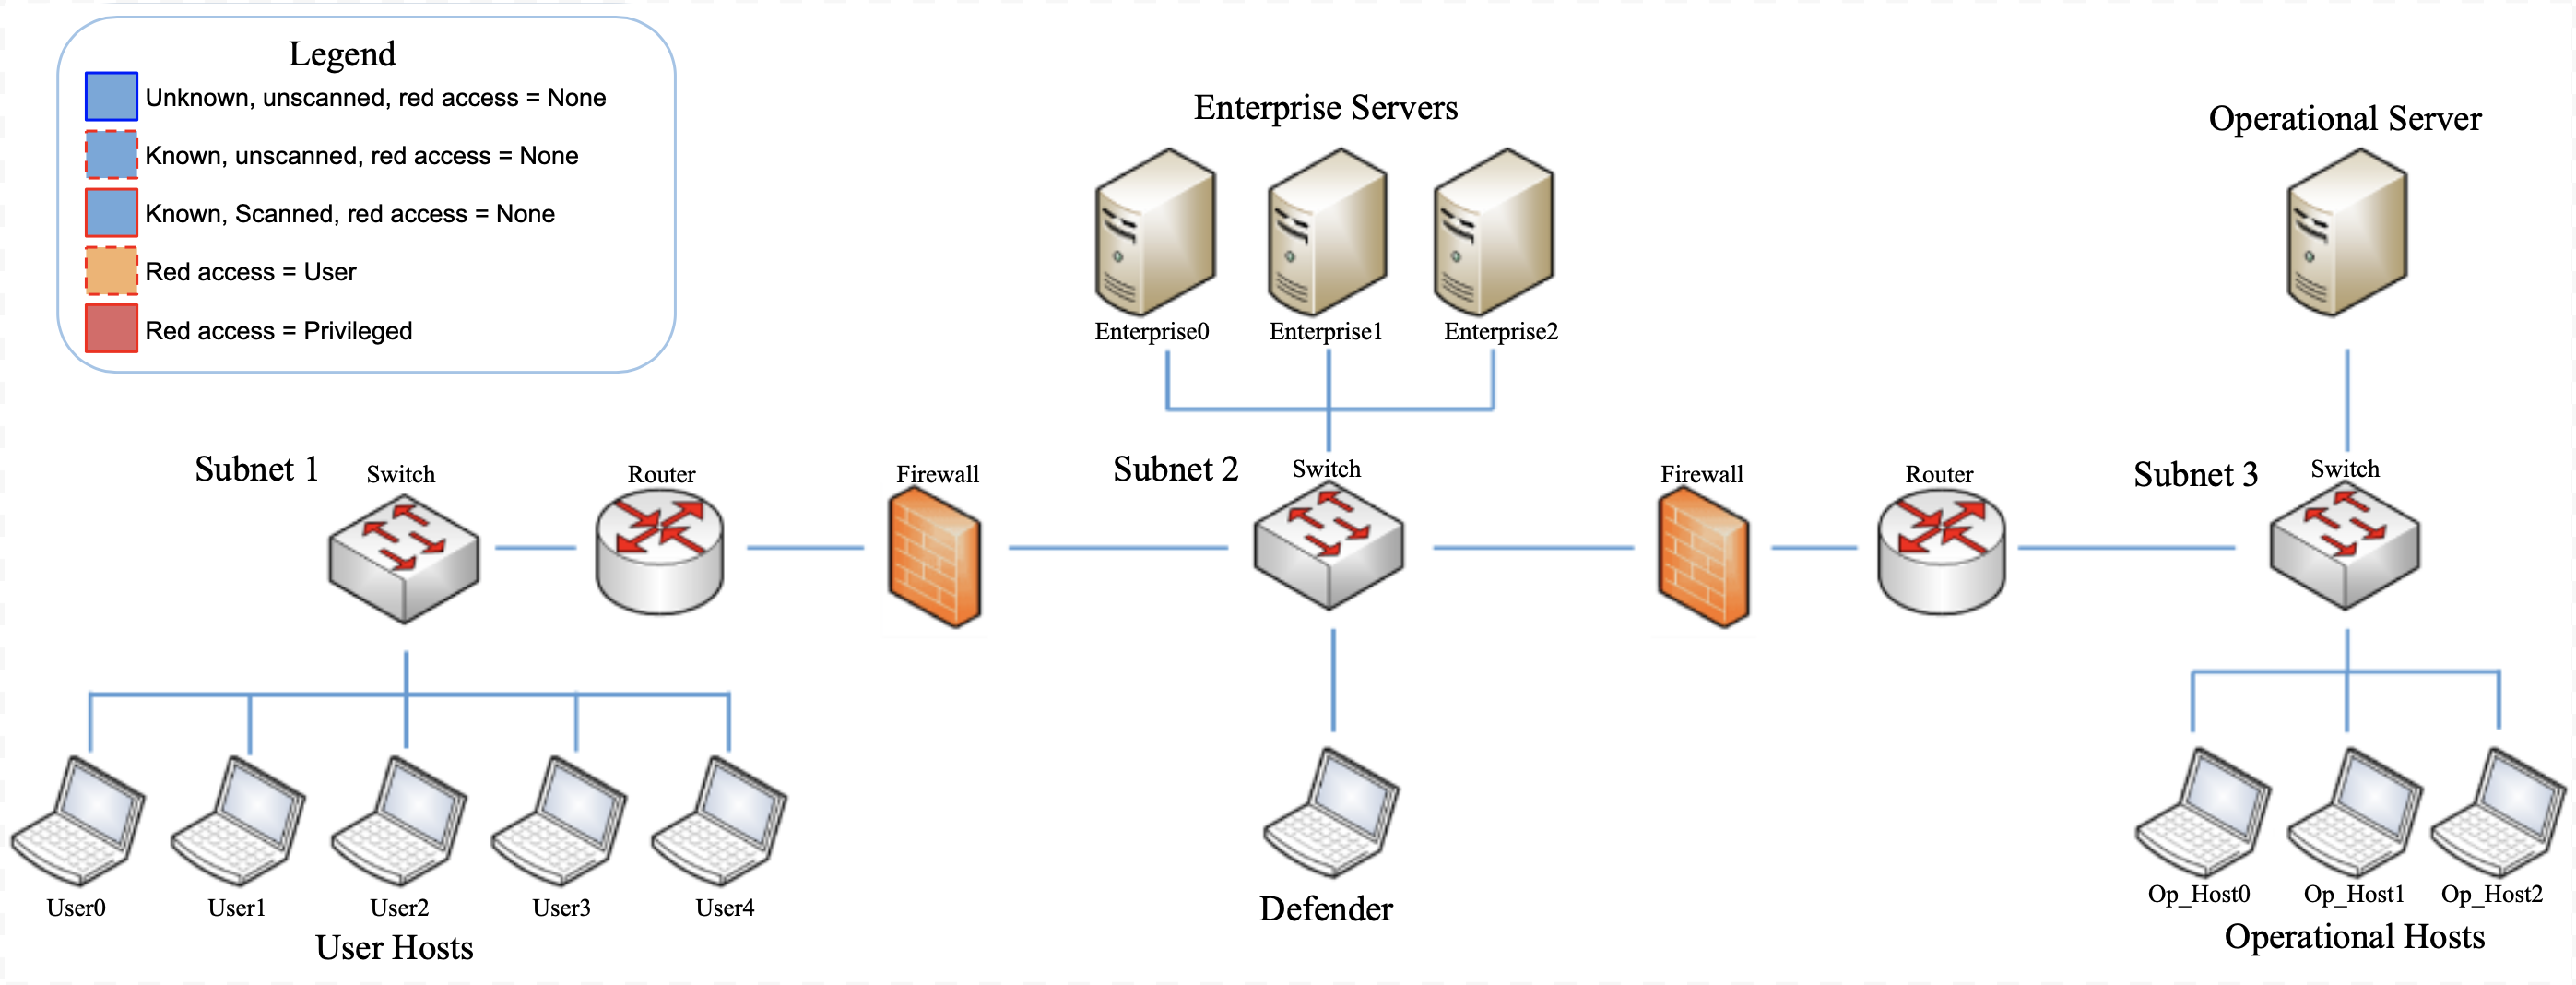 Legend
Unknown, unscanned, red access = None
Known, unscanned, red access = None
Known, Scanned, red access = None
Red access = User
Red access = Privileged
Enterprise Servers
Enterprise0
Enterprise1
Enterprise2
Operational Server
Subnet 1
Switch
Router
Firewall
Subnet 2
Switch
Firewall
Router
Subnet 3
Switch
User0
User1
User2
User3
User4
User Hosts
Defender
Op_Host0
Op_Host1
Op_Host2
Operational Hosts